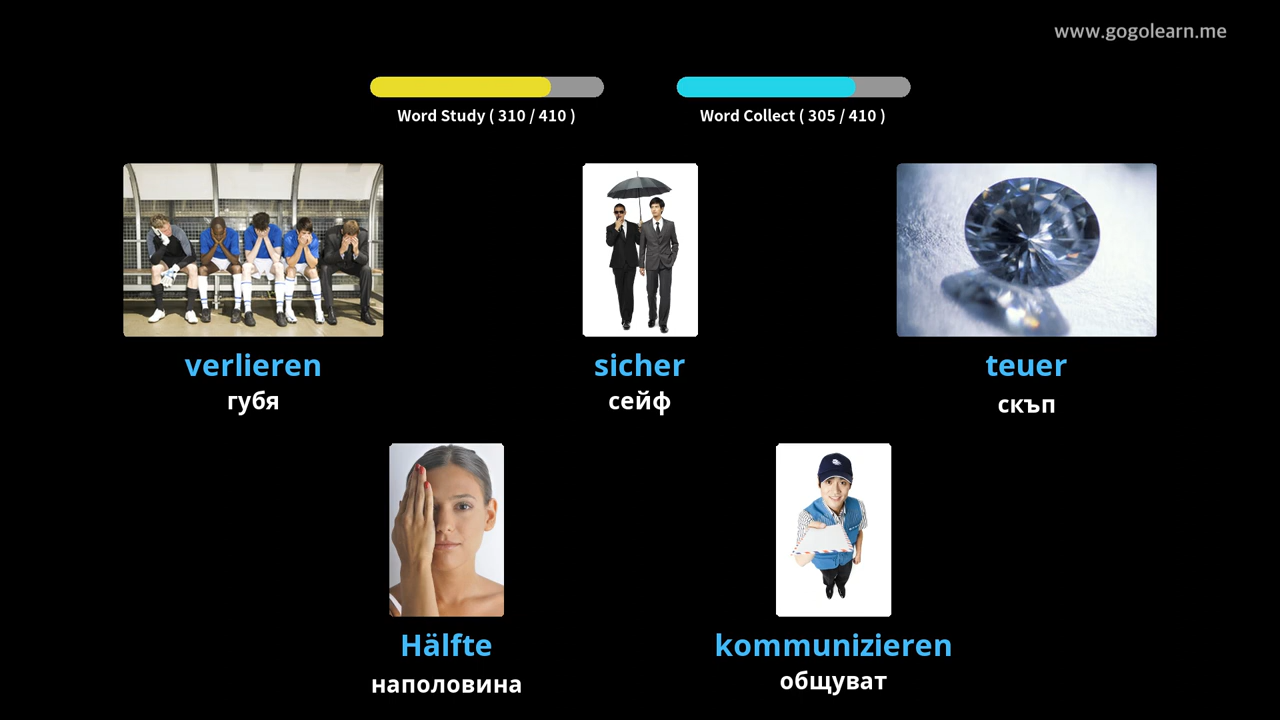 www.gogolearn.me
Word Study ( 310 / 410 )
Word Collect ( 305 / 410 )
verlieren
губя
sicher
сейф
teuer
скъп
Hälfte
наполовина
kommunizieren
общуват